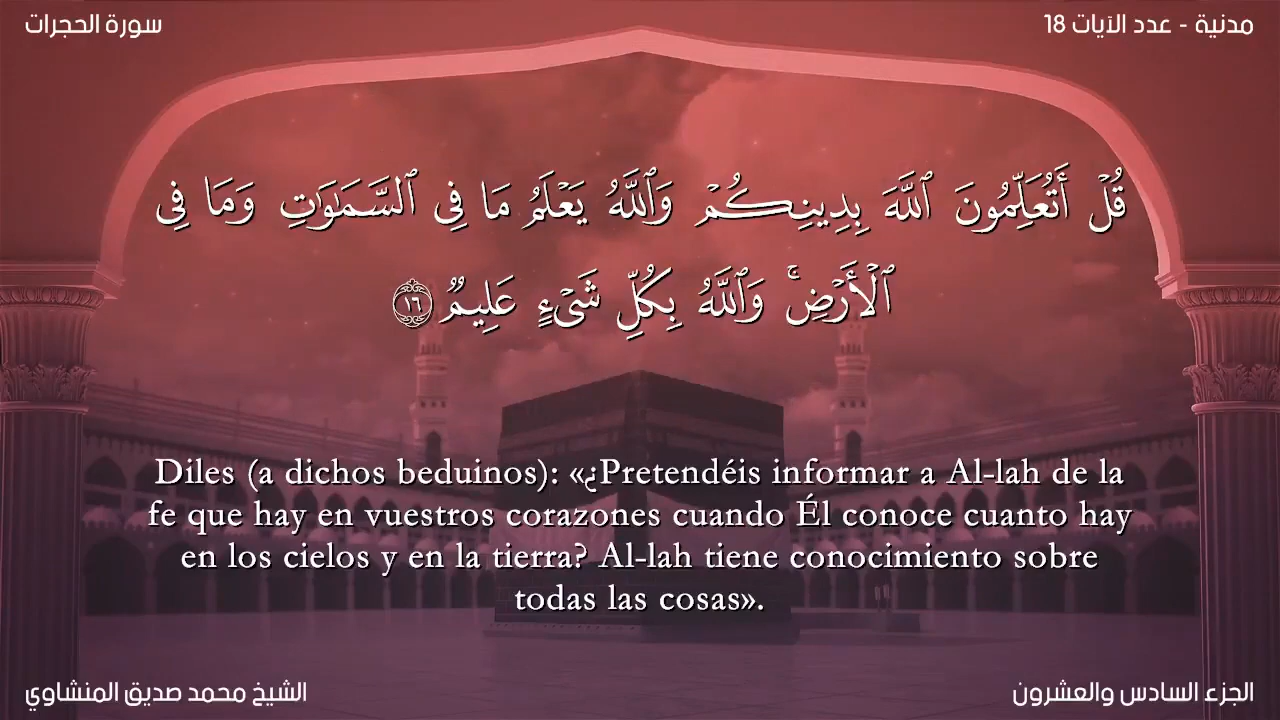 سورة الحجرات
مدنية - عدد الآيات 18
قُلْ أَتُعَلِّمُونَ ٱللَّهَ بِدِينِكُمْ وَٱللَّهُ يَعْلَمُ مَا فِى ٱلسَّمَـٰوَٰتِ وَمَا فِى
ٱلْأَرْضِ ۚ وَٱللَّهُ بِكُلِّ شَىْءٍ عَلِيمٌ ۝١٦
Diles (a dichos beduinos): «¿Pretendéis informar a Al-lah de la
fe que hay en vuestros corazones cuando Él conoce cuanto hay
en los cielos y en la tierra? Al-lah tiene conocimiento sobre
todas las cosas».
الشيخ محمد صديق المنشاوي
الجزء السادس والعشرون